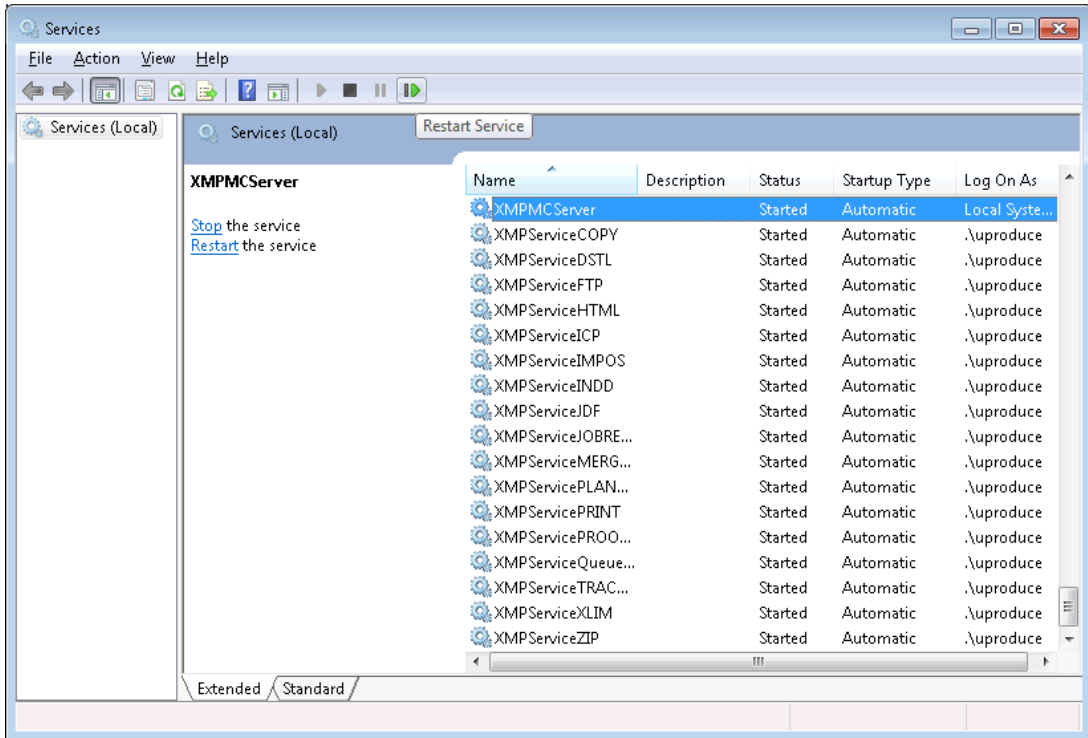 Services
File Action View Help
Restart Service
Services (Local)
Services (Local)
XMPMCServer
Stop the service
Restart the service
Name Description Status Startup Type Log On As
XMPMCServer Started Automatic Local Syste...
XMPServiceCOPY Started Automatic .\uproduce
XMPServiceDSTL Started Automatic .\uproduce
XMPServiceFTP Started Automatic .\uproduce
XMPServiceHTML Started Automatic .\uproduce
XMPServiceICP Started Automatic .\uproduce
XMPServiceIMPOS Started Automatic .\uproduce
XMPServiceINDD Started Automatic .\uproduce
XMPServiceJDF Started Automatic .\uproduce
XMPServiceJOBRE... Started Automatic .\uproduce
XMPServiceMERG... Started Automatic .\uproduce
XMPServicePLAN... Started Automatic .\uproduce
XMPServicePRINT Started Automatic .\uproduce
XMPServicePROO... Started Automatic .\uproduce
XMPServiceQueue... Started Automatic .\uproduce
XMPServiceTRAC... Started Automatic .\uproduce
XMPServiceXLIM Started Automatic .\uproduce
XMPServiceZIP Started Automatic .\uproduce
Extended Standard